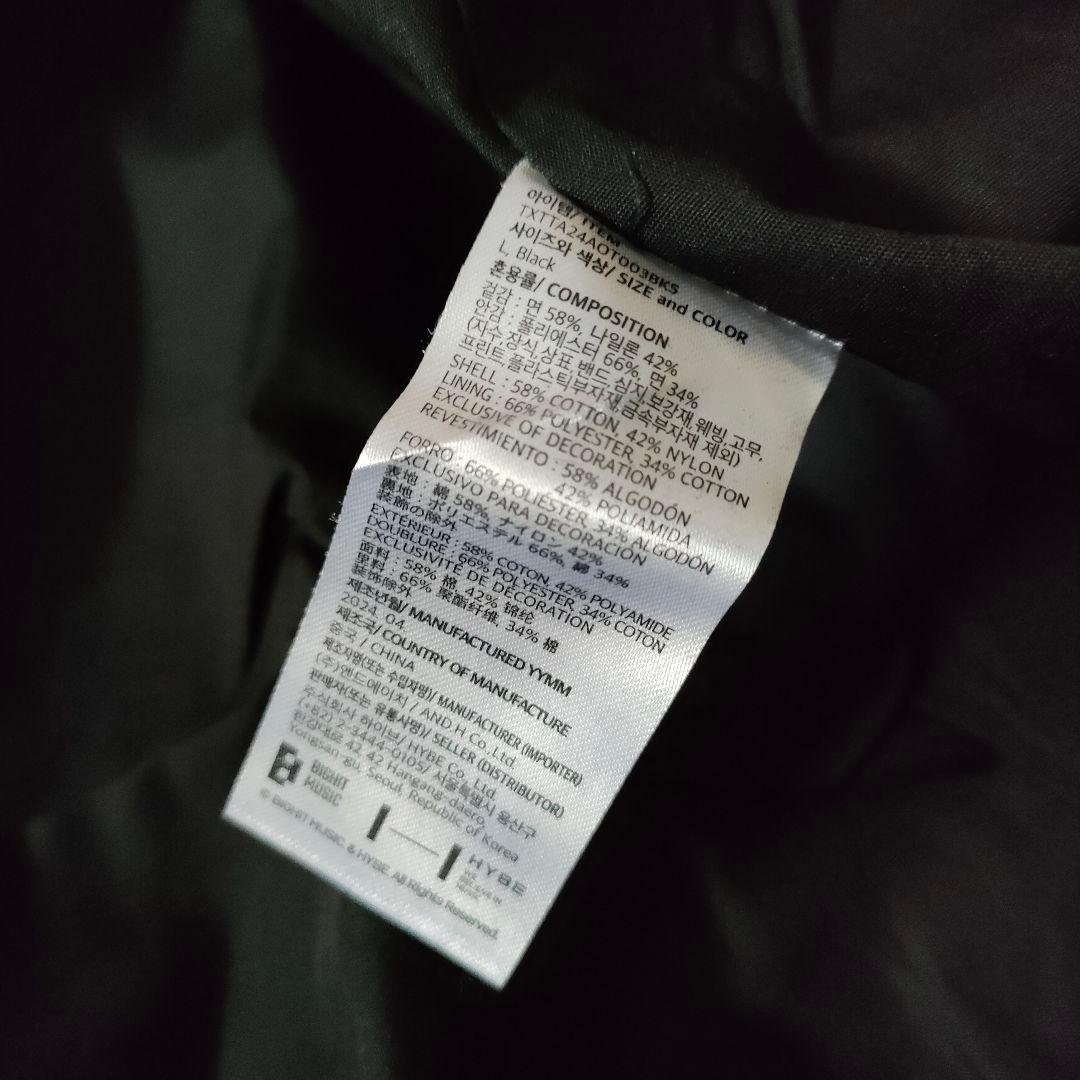 아이템/ ITEM
TXTTA24AOT003BKS
사이즈와 색상/ SIZE and COLOR
L, Black
혼용률/ COMPOSITION
겉감 : 면 58%, 나일론 42%
안감 : 폴리에스터 66%, 면 34%
(자수, 장식, 상표, 밴드, 심지, 보강재, 웨빙, 고무,
프린트, 플라스틱부자재, 금속부자재 제외)
SHELL : 58% COTTON, 42% NYLON
LINING : 66% POLYESTER, 34% COTTON
EXCLUSIVE OF DECORATION
REVESTIMIENTO : 58% ALGODÓN
42% POLIAMIDA
FORRO : 66% POLIÉSTER, 34% ALGODÓN
EXCLUSIVO PARA DECORACIÓN
表地 : 綿 58%, ナイロン 42%
裏地 : ポリエステル 66%, 綿 34%
装飾の除外
EXTÉRIEUR : 58% COTON, 42% POLYAMIDE
DOUBLURE : 66% POLYESTER, 34% COTON
EXCLUSIVITÉ DE DÉCORATION
面料 : 58% 棉, 42% 锦纶
里料 : 66% 聚酯纤维, 34% 棉
装饰除外
제조년월/ MANUFACTURED YYMM
2024. 04.
제조국/ COUNTRY OF MANUFACTURE
중국 / CHINA
제조자명(또는 수입자명)/ MANUFACTURER (IMPORTER)
(주)엔드에이치 / AND.H Co., Ltd.
판매자(또는 유통사명)/ SELLER (DISTRIBUTOR)
주식회사 하이브/ HYBE Co., Ltd.
(+82) 2-3444-0105/ 서울특별시 용산구
한강대로 42 42 Hangang-daero,
Yongsan-gu, Seoul, Republic of Korea
BIGHIT
MUSIC
HYBE
© BIGHIT MUSIC & HYBE. All Rights Reserved.